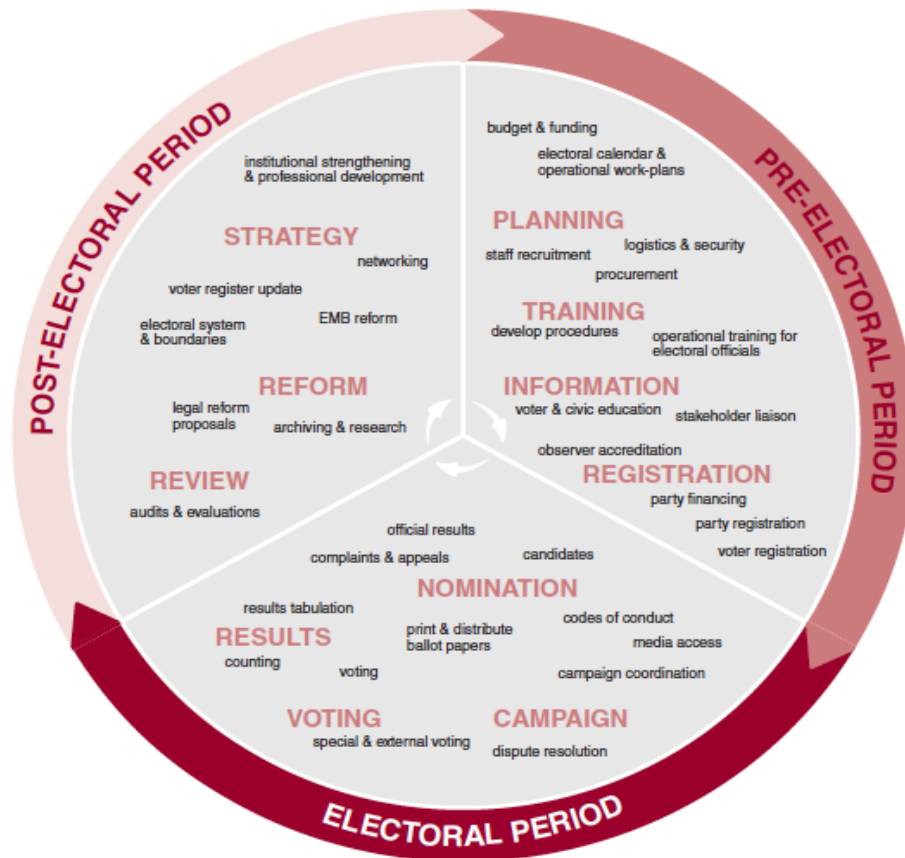 POST-ELECTORAL PERIOD
institutional strengthening
& professional development
STRATEGY
networking
voter register update
EMB reform
electoral system
& boundaries
REFORM
legal reform
proposals
archiving & research
REVIEW
audits & evaluations
PRE-ELECTORAL PERIOD
budget & funding
electoral calendar &
operational work-plans
PLANNING
logistics & security
staff recruitment
procurement
TRAINING
develop procedures
operational training for
electoral officials
INFORMATION
voter & civic education
stakeholder liaison
observer accreditation
REGISTRATION
party financing
party registration
voter registration
official results
complaints & appeals
candidates
NOMINATION
results tabulation
codes of conduct
print & distribute
ballot papers
RESULTS
media access
counting
voting
campaign coordination
VOTING
CAMPAIGN
special & external voting
dispute resolution
ELECTORAL PERIOD